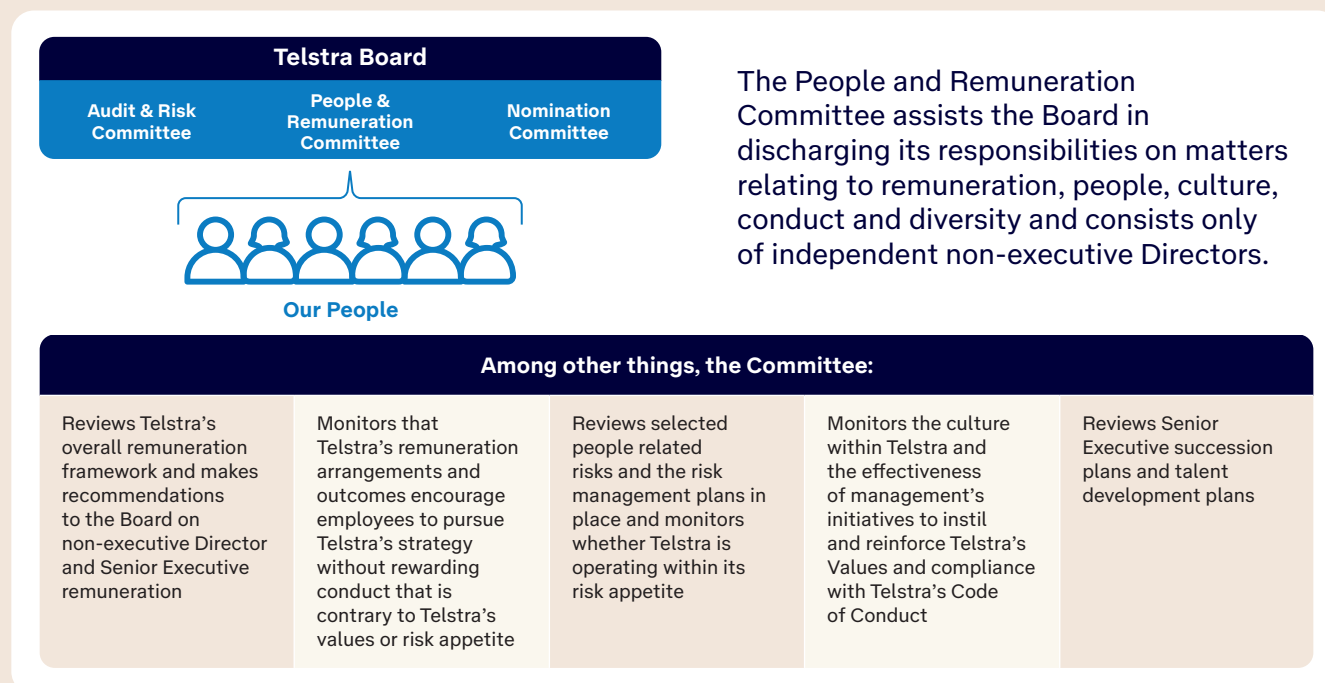 Telstra Board
Audit & Risk
Committee
People &
Remuneration
Committee
Nomination
Committee
Our People
The People and Remuneration
Committee assists the Board in
discharging its responsibilities on matters
relating to remuneration, people, culture,
conduct and diversity and consists only
of independent non-executive Directors.
Among other things, the Committee:
Reviews Telstra’s
overall remuneration
framework and makes
recommendations
to the Board on
non-executive Director
and Senior Executive
remuneration
Monitors that
Telstra’s remuneration
arrangements and
outcomes encourage
employees to pursue
Telstra’s strategy
without rewarding
conduct that is
contrary to Telstra’s
values or risk appetite
Reviews selected
people related
risks and the risk
management plans in
place and monitors
whether Telstra is
operating within its
risk appetite
Monitors the culture
within Telstra and
the effectiveness
of management’s
initiatives to instil
and reinforce Telstra’s
Values and compliance
with Telstra’s Code
of Conduct
Reviews Senior
Executive succession
plans and talent
development plans